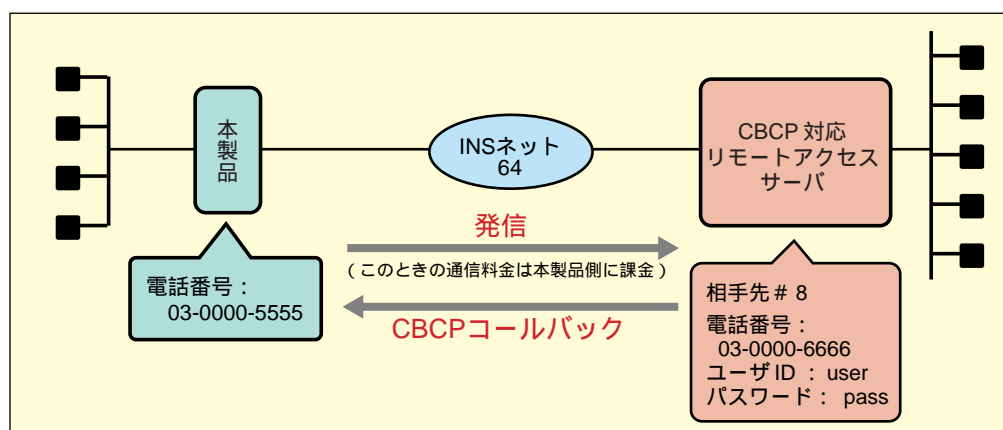 本製品
INSネット
64
CBCP 対応
リモートアクセス
サーバ
発信
（このときの通信料金は本製品側に課金）
CBCPコールバック
電話番号：
03-0000-5555
相手先＃8
電話番号：
03-0000-6666
ユーザID ： user
パスワード： pass